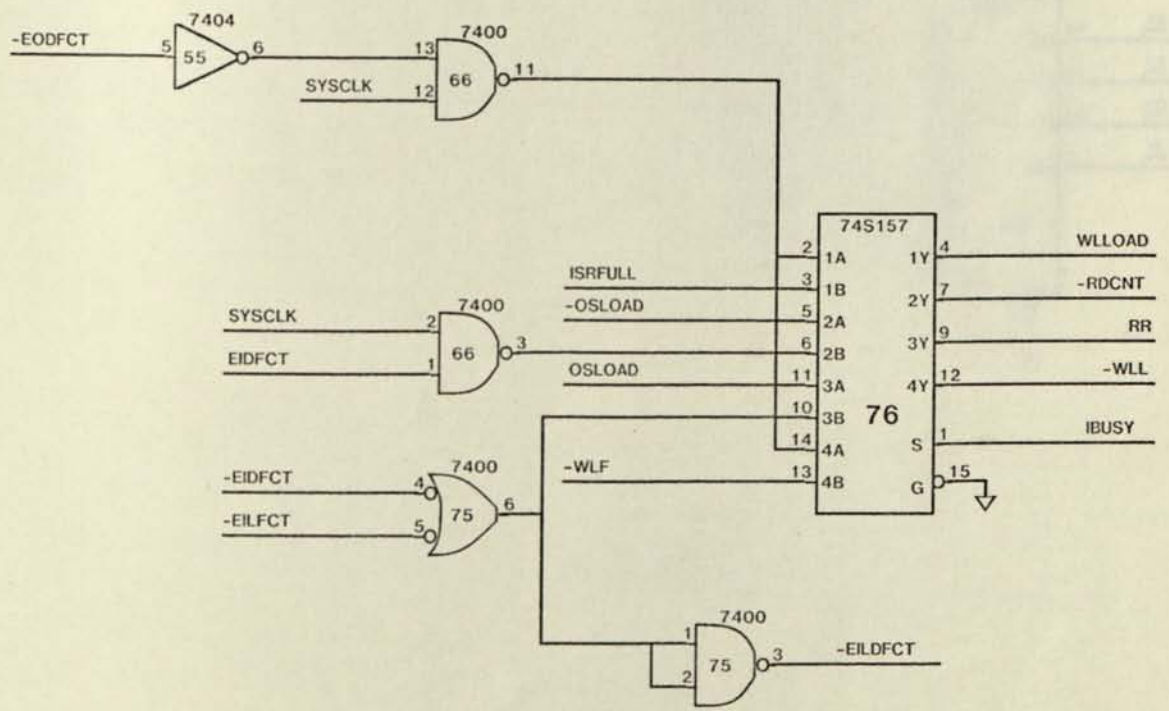 7404
-EODFCT
5
55
6
7400
13
66
11
SYSCLK
12
74S157
2
1A
1Y
4
WLLOAD
ISRFULL
3
1B
2Y
7
-RDCNT
-OSLOAD
5
2A
SYSCLK
2
7400
66
3
6
2B
3Y
9
RR
EIDFCT
1
OSLOAD
11
3A
4Y
12
-WLL
10
3B
76
14
4A
S
1
IBUSY
7400
-WLF
13
4B
G
15
-EIDFCT
4
75
6
-EILFCT
5
7400
1
75
3
-EILDFCT
2